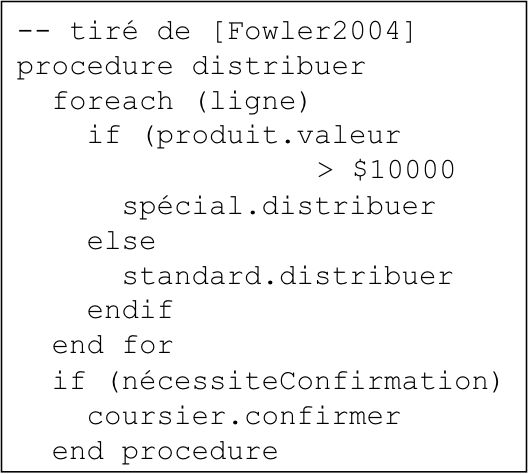 -- tiré de [Fowler2004]
procedure distribuer
  foreach (ligne)
    if (produit.valeur
                 > $10000
      spécial.distribuer
    else
      standard.distribuer
    endif
  end for
  if (nécessiteConfirmation)
    coursier.confirmer
  end procedure